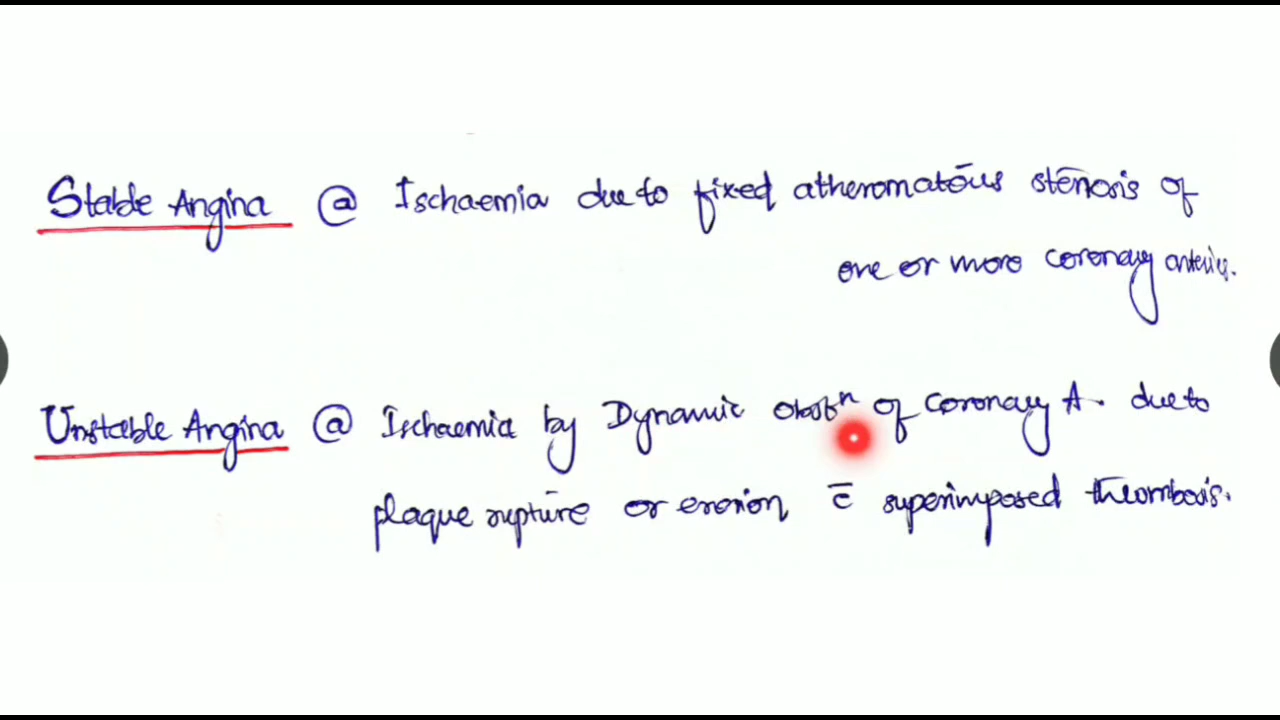 Stable Angina @ Ischaemia due to fixed atheromatous stenosis of
one or more coronary arteries.
Unstable Angina @ Ischaemia by Dynamic Obstⁿ of coronary A. due to
plaque rupture or erosion c̄ superimposed thrombosis.